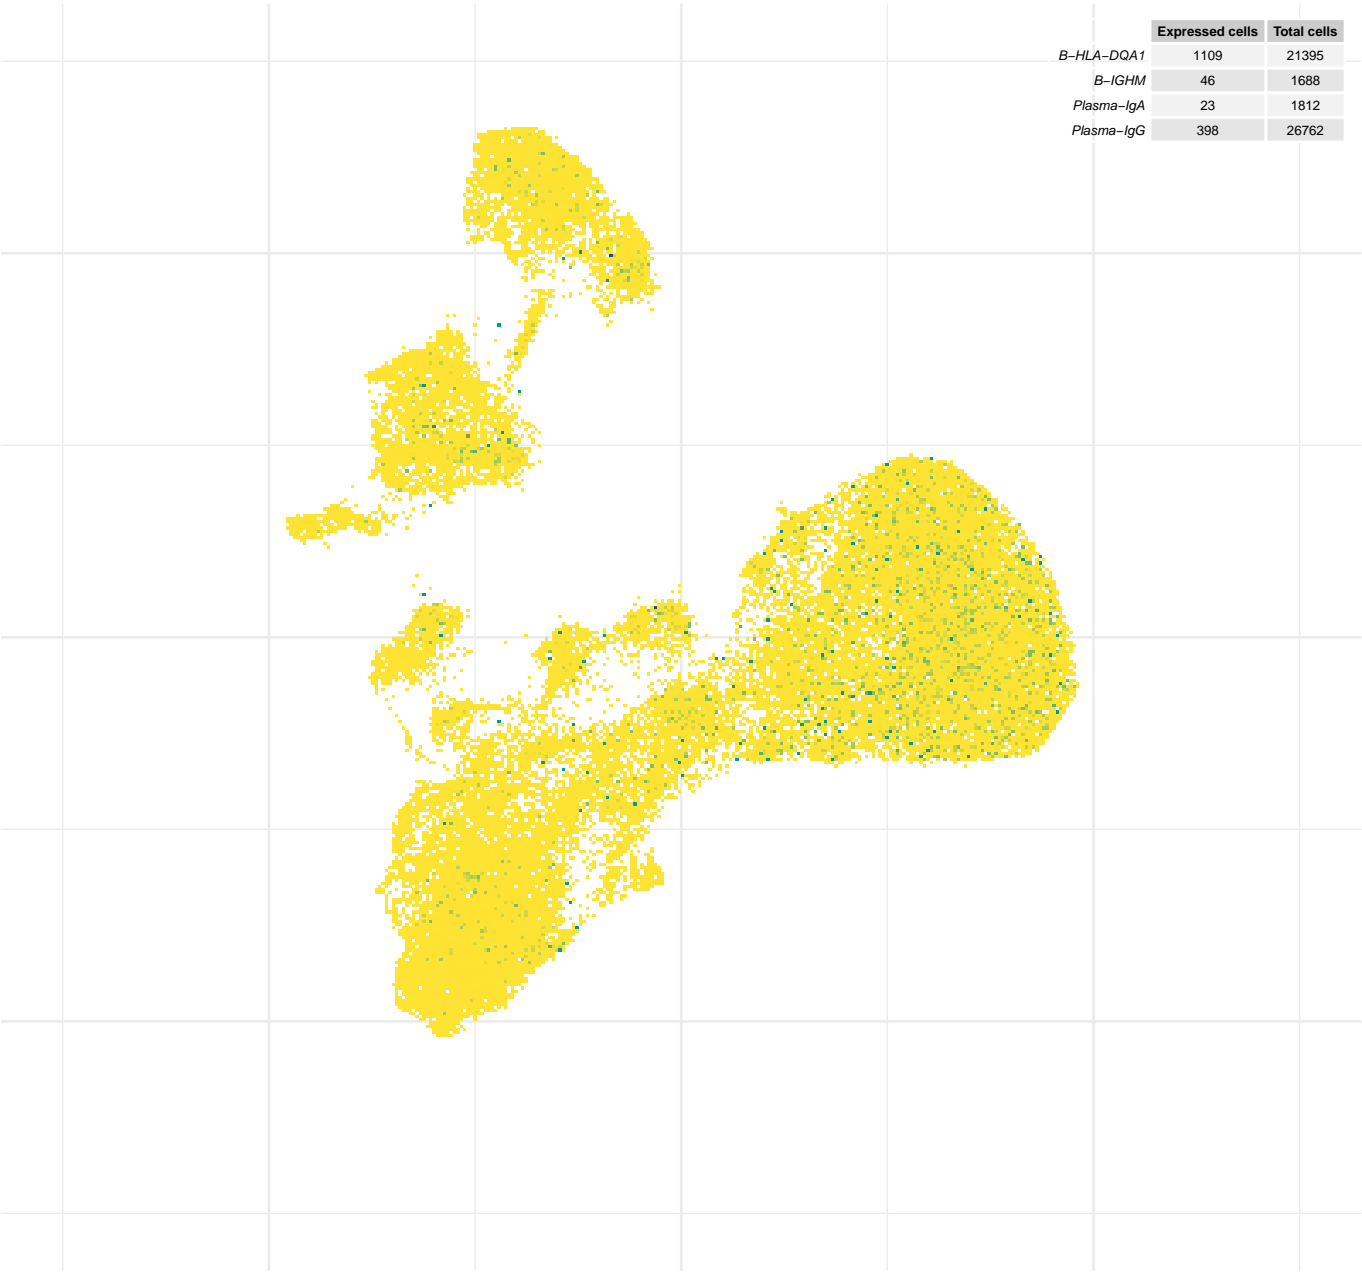 Expressed cells Total cells
B−HLA−DQA1 1109 21395
B−IGHM 46 1688
Plasma−IgA 23 1812
Plasma−IgG 398 26762